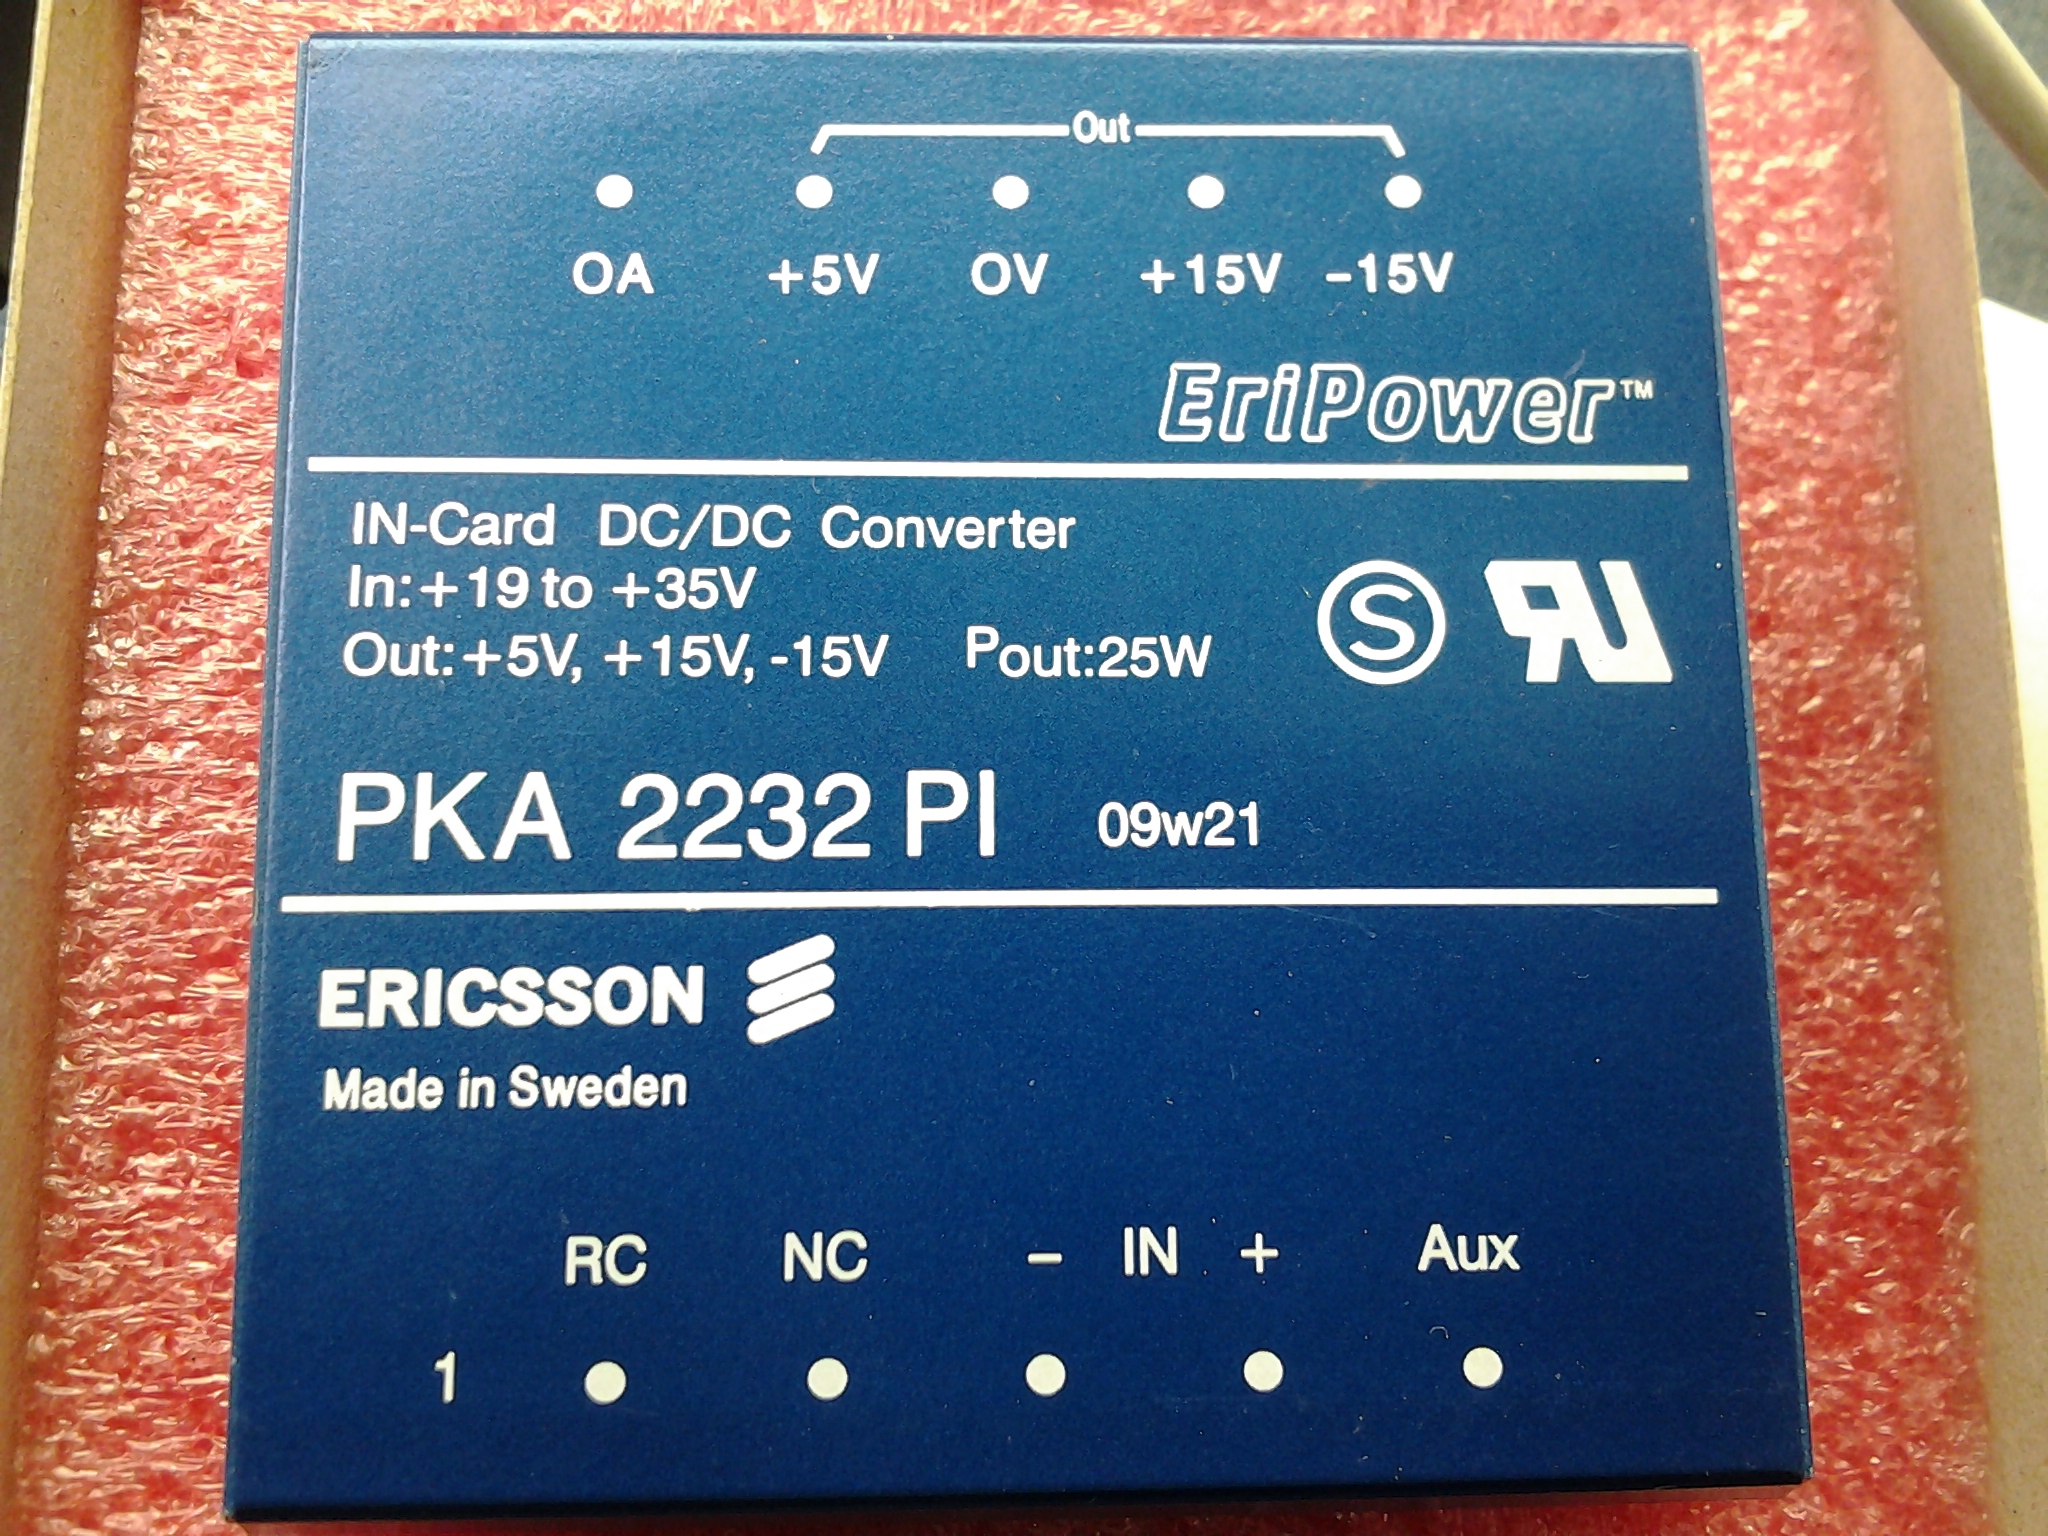 Out
OA +5V OV +15V -15V
EriPower™
IN-Card DC/DC Converter
In:+19 to +35V
Out:+5V, +15V, -15V Pout:25W
S RU
PKA 2232 PI 09w21
ERICSSON
Made in Sweden
RC NC - IN + Aux
1